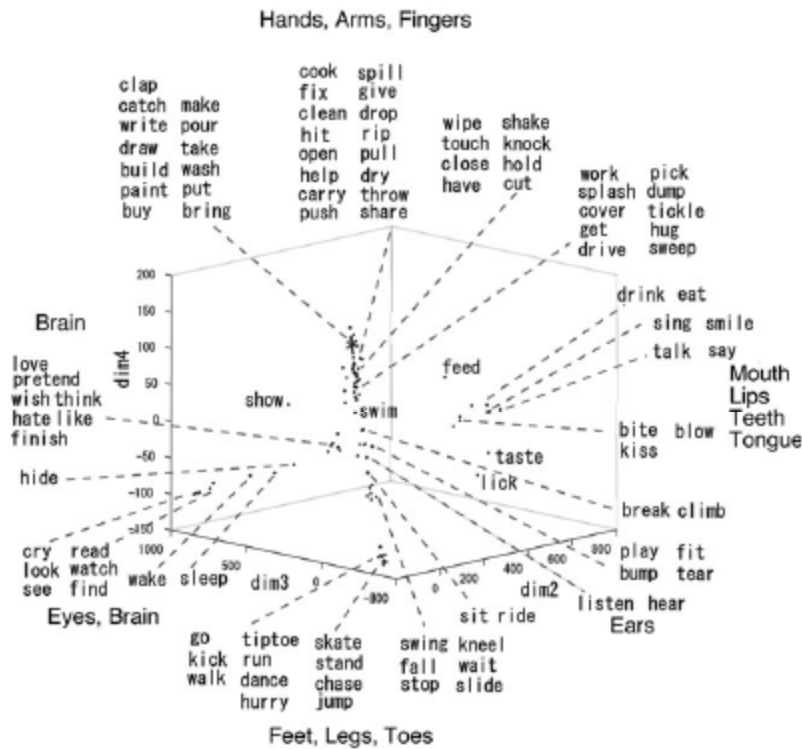 Hands, Arms, Fingers
clap
catch make
write pour
draw take
build wash
paint put
buy bring
cook spill
fix give
clean drop
hit rip
open pull
help dry
carry throw
push share
wipe shake
touch knock
close hold
have cut
work pick
splash dump
cover tickle
get hug
drive sweep
200
150
100
50
0
-50
-100
-150
dim4
Brain
love
pretend
wish think
hate like
finish
hide
show
swim
feed
drink eat
sing smile
talk say
Mouth
Lips
Teeth
Tongue
bite blow
kiss
taste
lick
break climb
play fit
bump tear
listen hear
Ears
1000
500
0
dim3
0
200
400
600
800
dim2
cry read
look watch
see find
wake sleep
Eyes, Brain
go tiptoe
kick run
walk dance
hurry
skate
stand
chase
jump
swing kneel
fall wait
stop slide
sit ride
Feet, Legs, Toes